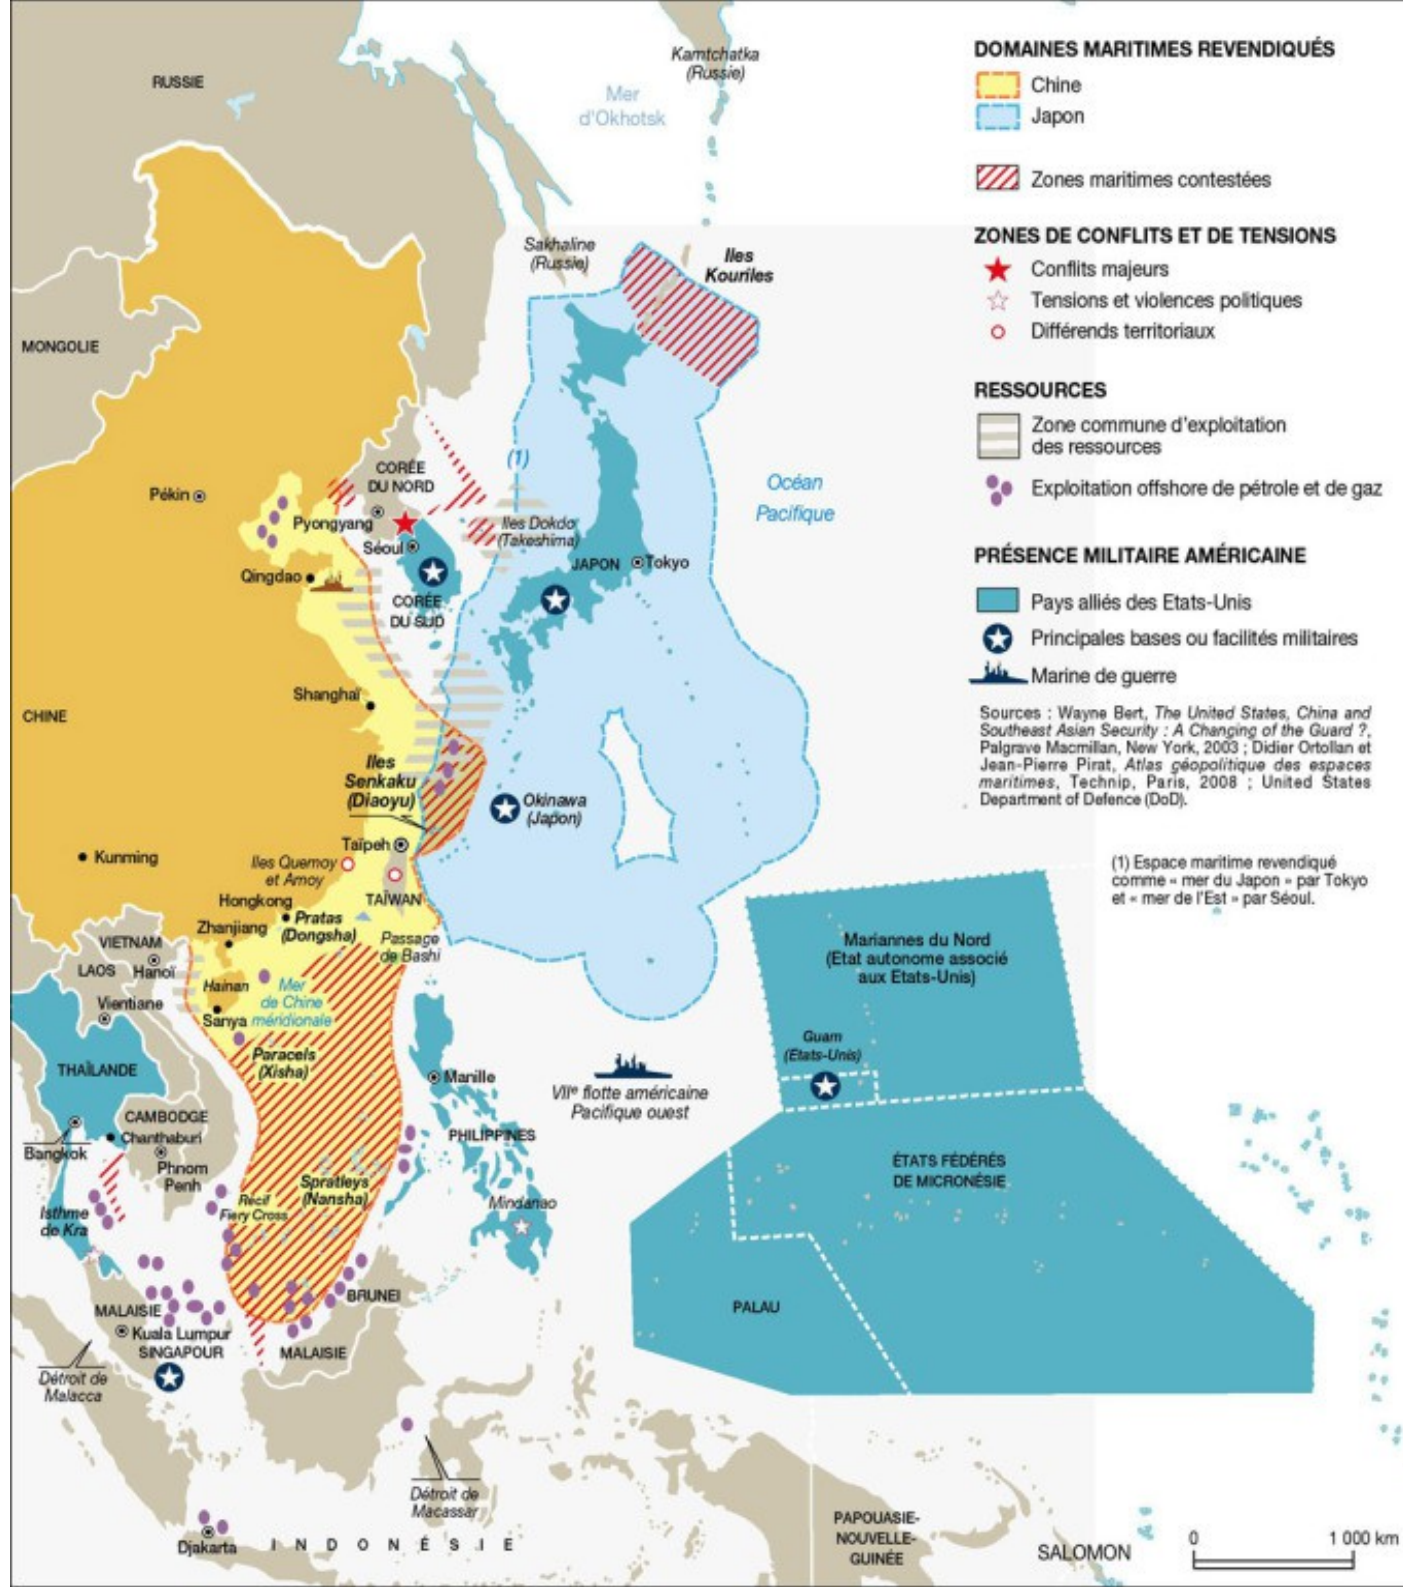 DOMAINES MARITIMES REVENDIQUÉS
Chine
Japon
Zones maritimes contestées
ZONES DE CONFLITS ET DE TENSIONS
Conflits majeurs
Tensions et violences politiques
Différends territoriaux
RESSOURCES
Zone commune d'exploitation
des ressources
Exploitation offshore de pétrole et de gaz
PRÉSENCE MILITAIRE AMÉRICAINE
Pays alliés des Etats-Unis
Principales bases ou facilités militaires
Marine de guerre
Sources : Wayne Bert, The United States, China and
Southeast Asian Security : A Changing of the Guard ?,
Palgrave Macmillan, New York, 2003 ; Didier Ortollan et
Jean-Pierre Pirat, Atlas géopolitique des espaces
maritimes, Technip, Paris, 2008 ; United States
Department of Defence (DoD).
(1) Espace maritime revendiqué
comme « mer du Japon » par Tokyo
et « mer de l'Est » par Séoul.
Kamtchatka
(Russie)
RUSSIE
Mer
d'Okhotsk
Sakhaline
(Russie)
Iles
Kouriles
MONGOLIE
(1)
CORÉE
DU NORD
Océan
Pacifique
Pékin
Pyongyang
Iles Dokdo
(Takeshima)
Séoul
JAPON
Tokyo
Qingdao
CORÉE
DU SUD
Shanghaï
CHINE
Iles
Senkaku
(Diaoyu)
Okinawa
(Japon)
Taïpeh
Kunming
Iles Quemoy
et Amoy
TAÏWAN
Hongkong
Pratas
(Dongsha)
Zhanjiang
Passage
de Bashi
VIETNAM
LAOS
Hanoï
Hainan
Mer
de Chine
méridionale
Vientiane
Sanya
Mariannes du Nord
(Etat autonome associé
aux Etats-Unis)
Guam
(États-Unis)
Paracels
(Xisha)
THAÏLANDE
Manille
VIIe flotte américaine
Pacifique ouest
CAMBODGE
Chanthaburi
Bangkok
PHILIPPINES
Phnom
Penh
ÉTATS FÉDÉRÉS
DE MICRONÉSIE
Spratleys
(Nansha)
Récif
Fiery Cross
Mindanao
Isthme
de Kra
BRUNEI
PALAU
MALAISIE
Kuala Lumpur
SINGAPOUR
MALAISIE
Détroit de
Malacca
Détroit de
Macassar
Djakarta
INDONÉSIE
PAPOUASIE-
NOUVELLE-
GUINÉE
SALOMON
0
1 000 km